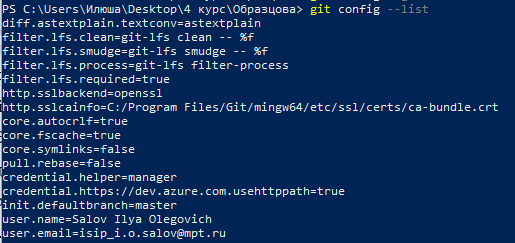 PS C:\Users\Илюша\Desktop\4 курс\Образцова> git config --list
diff.astextplain.textconv=astextplain
filter.lfs.clean=git-lfs clean -- %f
filter.lfs.smudge=git-lfs smudge -- %f
filter.lfs.process=git-lfs filter-process
filter.lfs.required=true
http.sslbackend=openssl
http.sslcainfo=C:/Program Files/Git/mingw64/etc/ssl/certs/ca-bundle.crt
core.autocrlf=true
core.fscache=true
core.symlinks=false
pull.rebase=false
credential.helper=manager
credential.https://dev.azure.com.usehttppath=true
init.defaultbranch=master
user.name=Salov Ilya Olegovich
user.email=isip_i.o.salov@mpt.ru